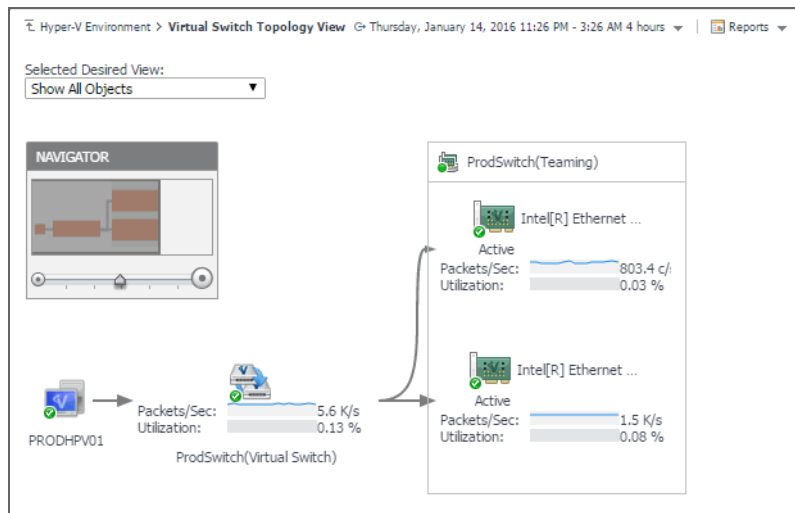 Hyper-V Environment > Virtual Switch Topology View Thursday, January 14, 2016 11:26 PM - 3:26 AM 4 hours | Reports
Selected Desired View:
Show All Objects
NAVIGATOR
ProdSwitch(Teaming)
Intel[R] Ethernet ...
Active
Packets/Sec: 803.4 c/
Utilization: 0.03 %
Intel[R] Ethernet ...
Active
Packets/Sec: 1.5 K/s
Utilization: 0.08 %
PRODHPV01
Packets/Sec: 5.6 K/s
Utilization: 0.13 %
ProdSwitch(Virtual Switch)